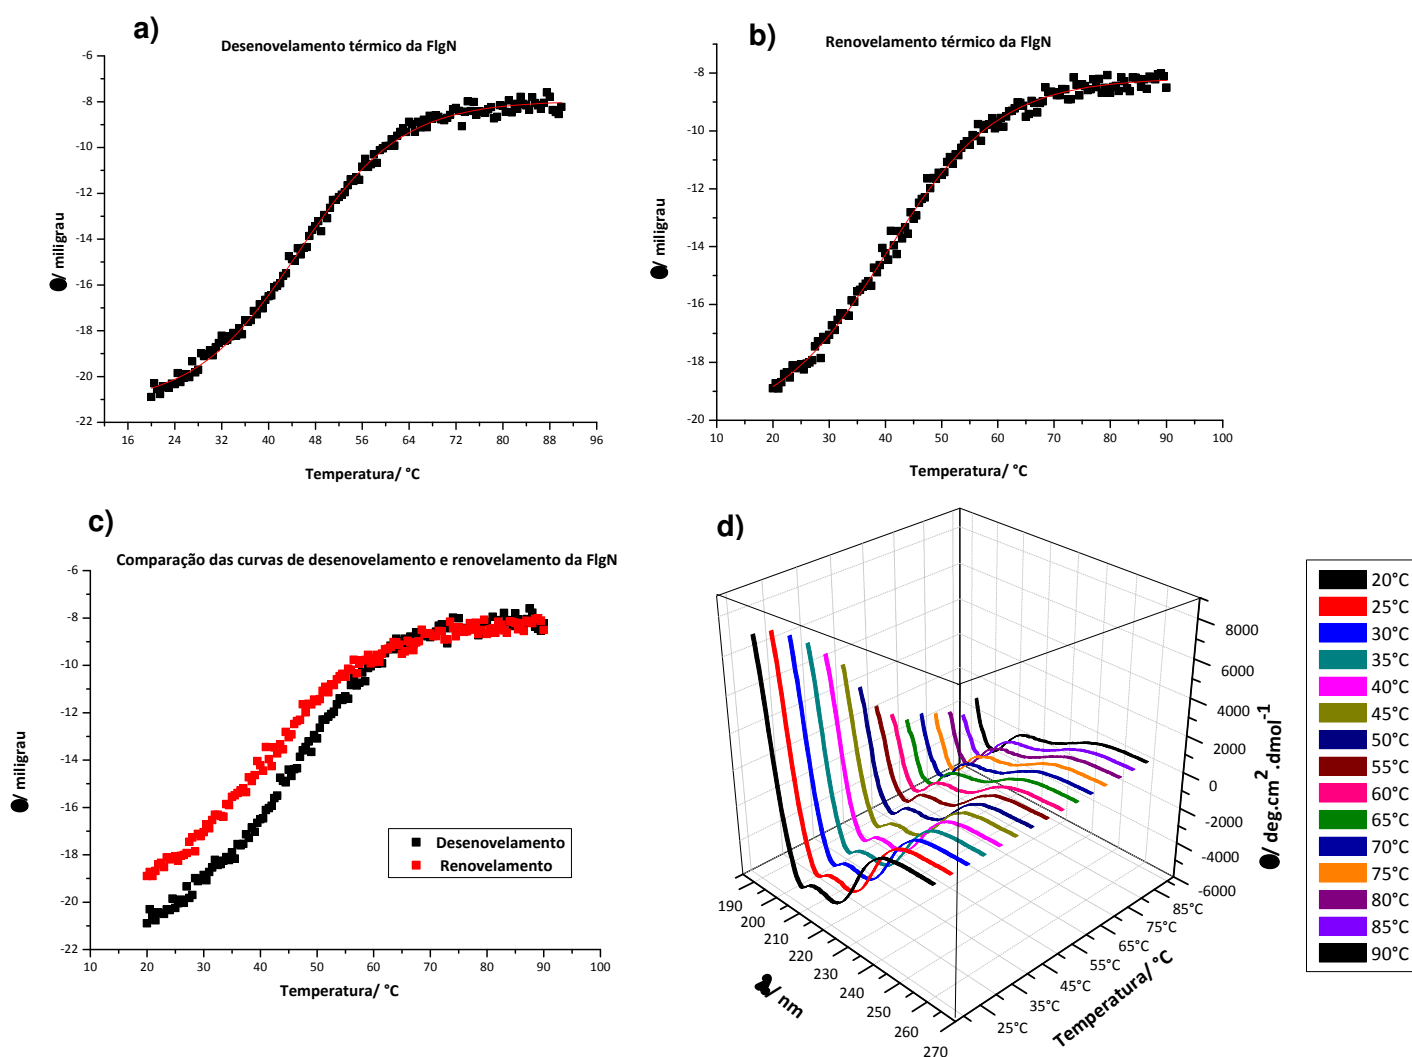 a)
Desenovelamento térmico da FlgN
-6
-8
-10
-12
-14
-16
-18
-20
-22
/ miligrau
16 24 32 40 48 56 64 72 80 88 96
Temperatura/ °C
b)
Renovelamento térmico da FlgN
-8
-10
-12
-14
-16
-18
-20
/ miligrau
10 20 30 40 50 60 70 80 90 100
Temperatura/ °C
c)
Comparação das curvas de desenovelamento e renovelamento da FlgN
-6
-8
-10
-12
-14
-16
-18
-20
-22
/ miligrau
Desenovelamento
Renovelamento
10 20 30 40 50 60 70 80 90 100
Temperatura/ °C
d)
8000
6000
4000
2000
0
-2000
-4000
-6000
/ deg.cm².dmol⁻¹
190
200
210
220
230
240
250
260
270
/ nm
25°C
35°C
45°C
55°C
65°C
75°C
85°C
Temperatura/ °C
20°C
25°C
30°C
35°C
40°C
45°C
50°C
55°C
60°C
65°C
70°C
75°C
80°C
85°C
90°C